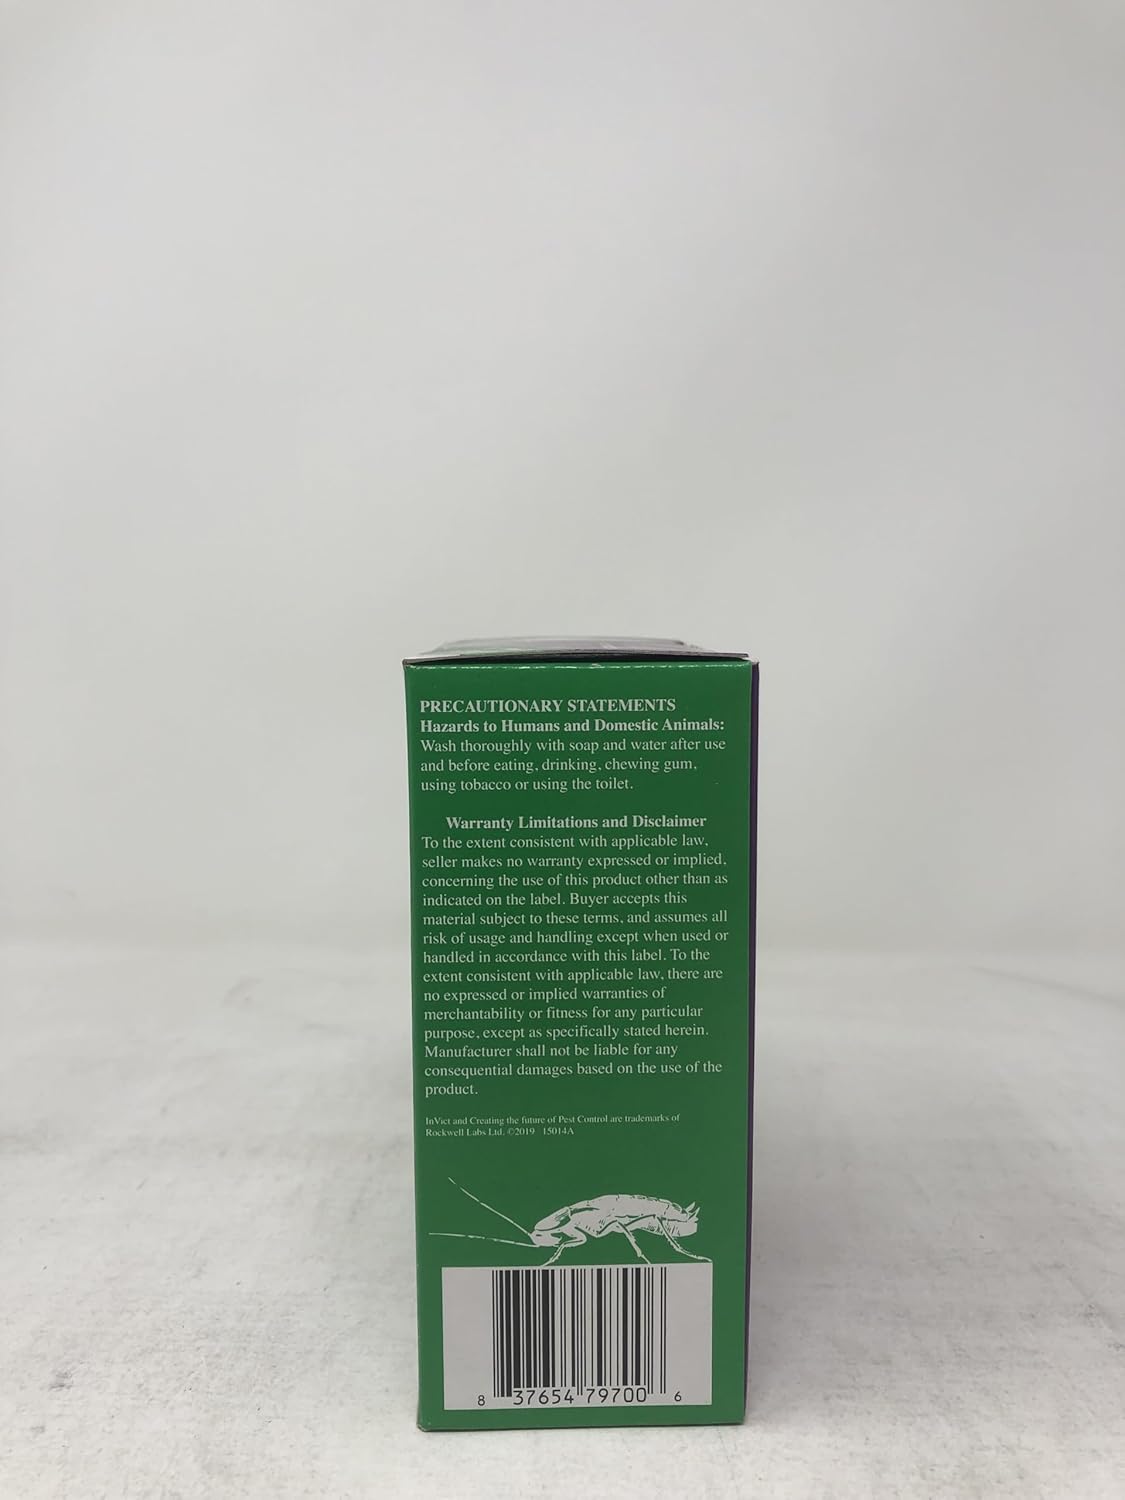 PRECAUTIONARY STATEMENTS
Hazards to Humans and Domestic Animals:
Wash thoroughly with soap and water after use
and before eating, drinking, chewing gum,
using tobacco or using the toilet.
Warranty Limitations and Disclaimer
To the extent consistent with applicable law,
seller makes no warranty expressed or implied,
concerning the use of this product other than as
indicated on the label. Buyer accepts this
material subject to these terms, and assumes all
risk of usage and handling except when used or
handled in accordance with this label. To the
extent consistent with applicable law, there are
no expressed or implied warranties of
merchantability or fitness for any particular
purpose, except as specifically stated herein.
Manufacturer shall not be liable for any
consequential damages based on the use of the
product.
InVict and Creating the future of Pest Control are trademarks of
Rockwell Labs Ltd. ©2019 15014A
8 37654 79700 6